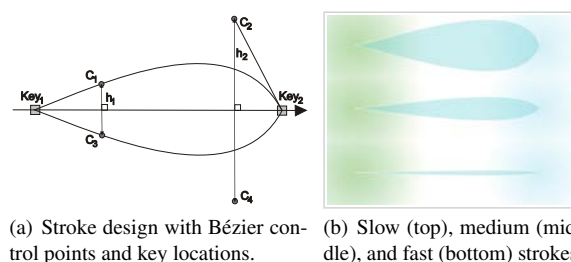 C₂
h₂
C₁
Key₁
h₁
Key₂
C₃
C₄
(a) Stroke design with Bézier con-
trol points and key locations.
(b) Slow (top), medium (mid
dle), and fast (bottom) strokes